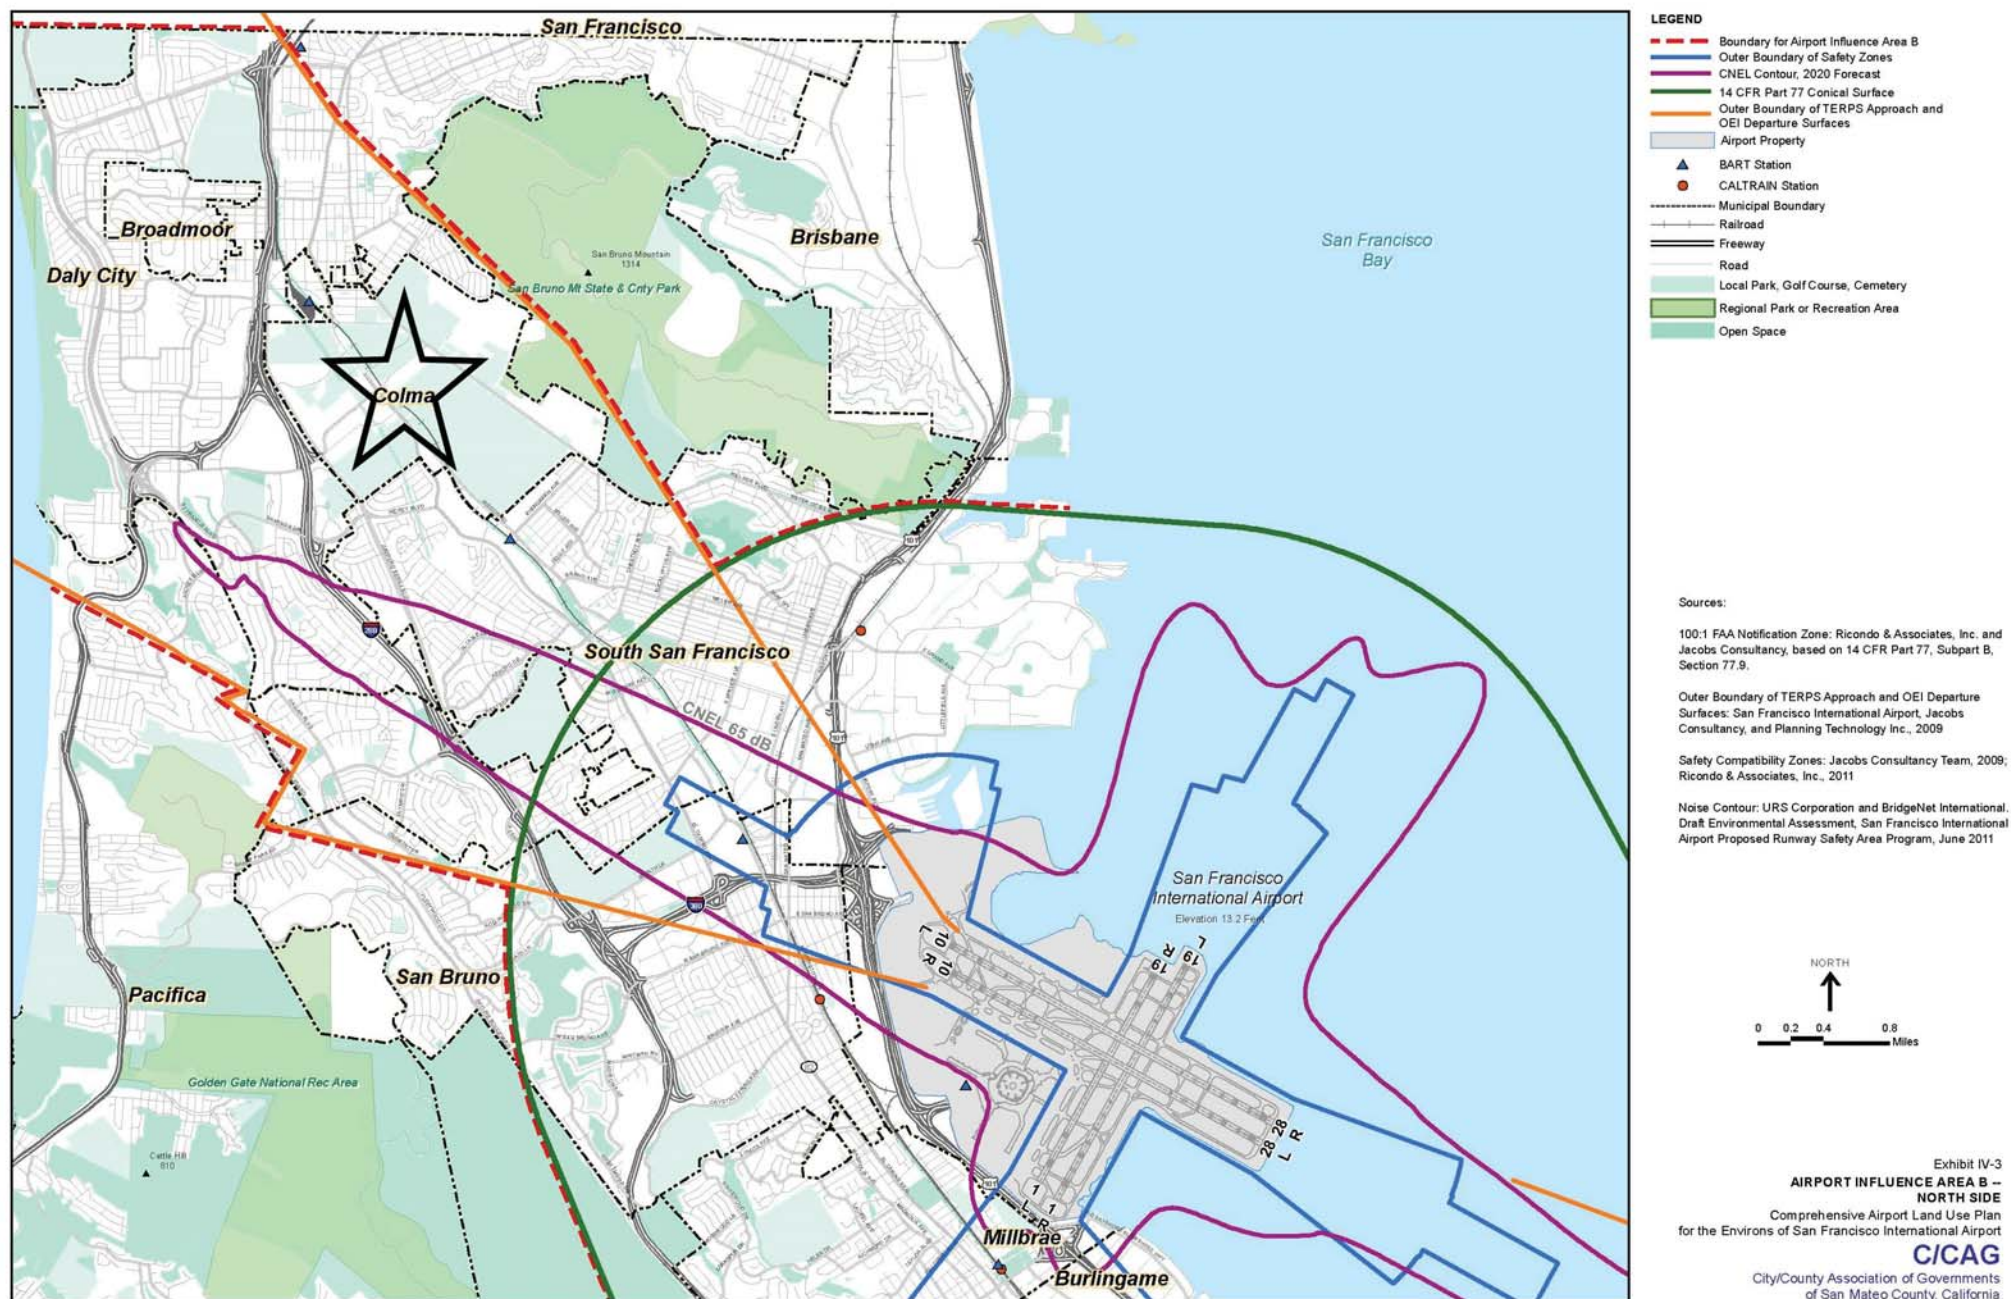 San Francisco
Broadmoor
Daly City
Brisbane
San Bruno Mountain
1314
San Bruno Mt State & Cnty Park
San Francisco
Bay
Colma
101
280
South San Francisco
CNEL 65 dB
101
380
San Francisco
International Airport
Elevation 13.2 Feet
10
L
10
R
19
L
19
R
San Bruno
Pacifica
Golden Gate National Rec Area
Cattle Hill
810
28
R
28
L
101
1
L
1
R
Millbrae
Burlingame
LEGEND
Boundary for Airport Influence Area B
Outer Boundary of Safety Zones
CNEL Contour, 2020 Forecast
14 CFR Part 77 Conical Surface
Outer Boundary of TERPS Approach and
OEI Departure Surfaces
Airport Property
BART Station
CALTRAIN Station
Municipal Boundary
Railroad
Freeway
Road
Local Park, Golf Course, Cemetery
Regional Park or Recreation Area
Open Space
Sources:
100:1 FAA Notification Zone: Ricondo & Associates, Inc. and
Jacobs Consultancy, based on 14 CFR Part 77, Subpart B,
Section 77.9.
Outer Boundary of TERPS Approach and OEI Departure
Surfaces: San Francisco International Airport, Jacobs
Consultancy, and Planning Technology Inc., 2009
Safety Compatibility Zones: Jacobs Consultancy Team, 2009;
Ricondo & Associates, Inc., 2011
Noise Contour: URS Corporation and BridgeNet International.
Draft Environmental Assessment, San Francisco International
Airport Proposed Runway Safety Area Program, June 2011
NORTH
0 0.2 0.4 0.8
Miles
Exhibit IV-3
AIRPORT INFLUENCE AREA B --
NORTH SIDE
Comprehensive Airport Land Use Plan
for the Environs of San Francisco International Airport
C/CAG
City/County Association of Governments
of San Mateo County, California